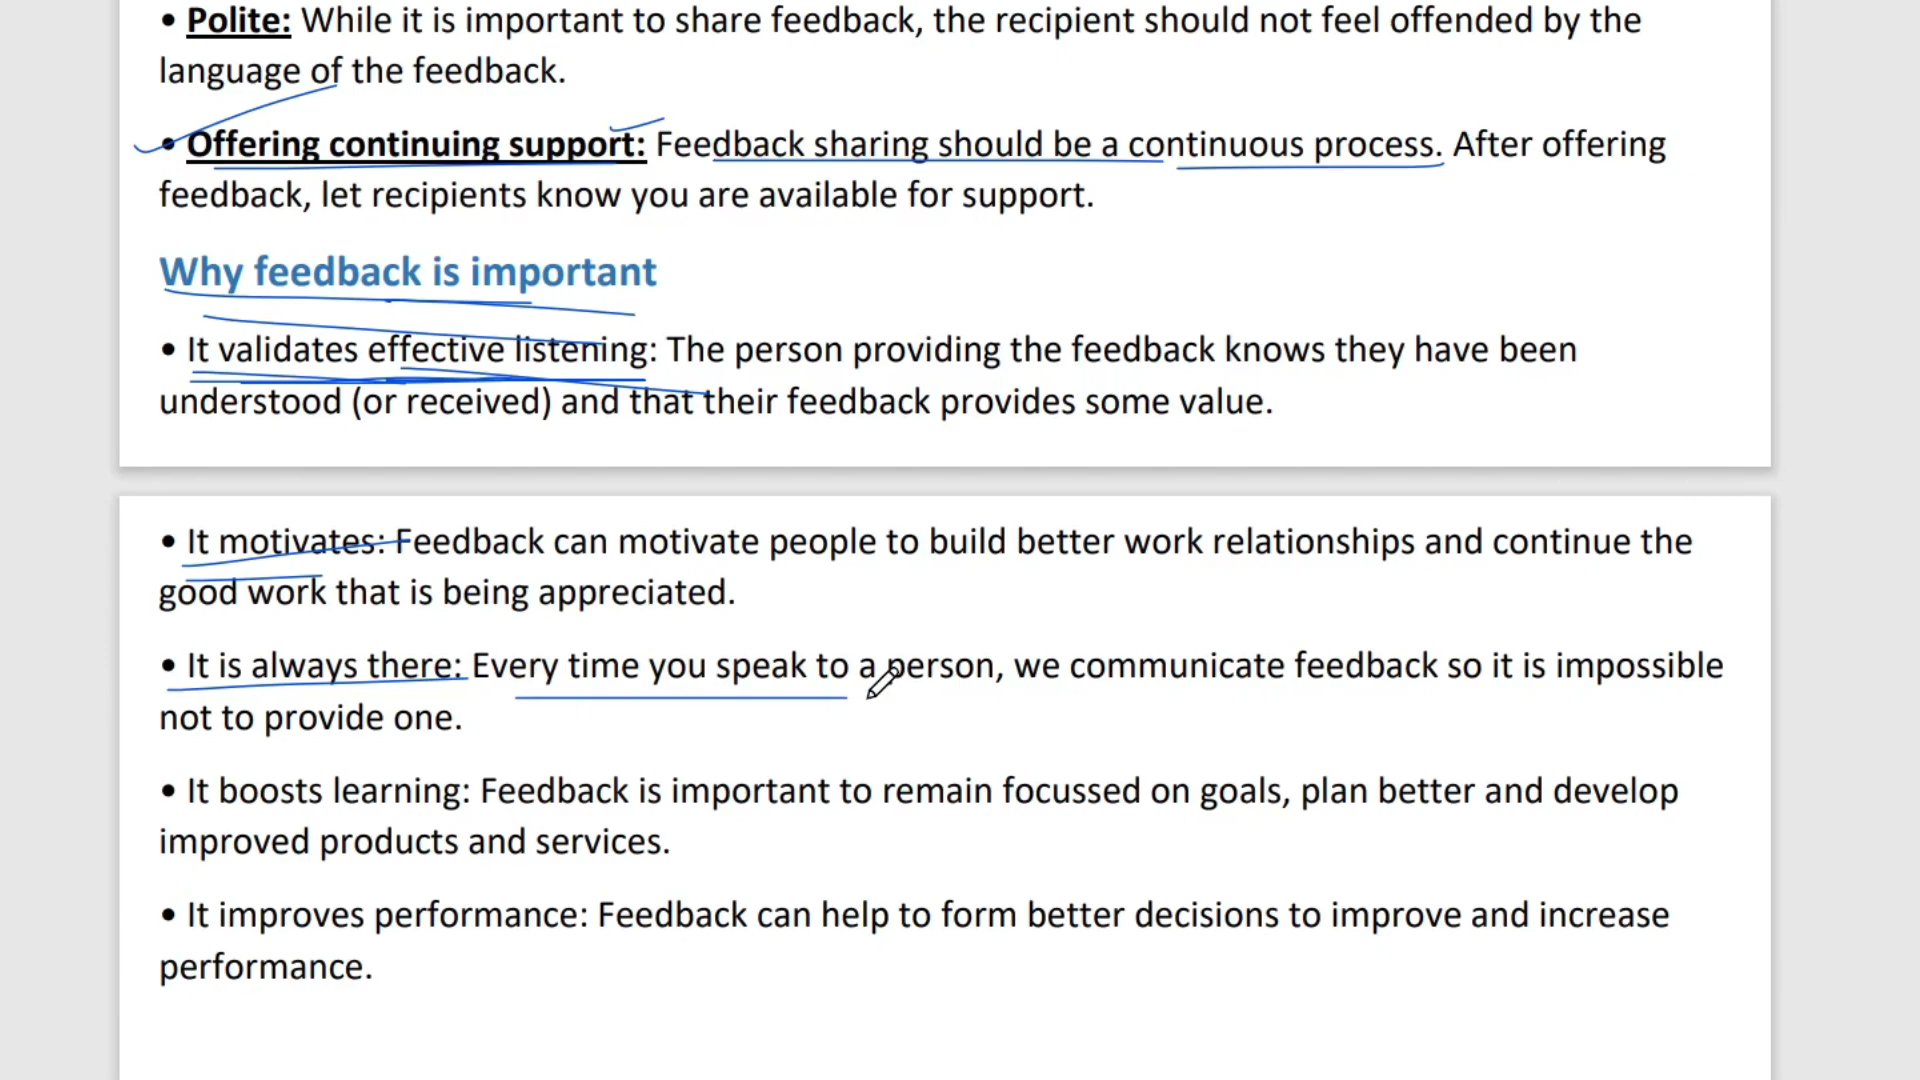 • Polite: While it is important to share feedback, the recipient should not feel offended by the
language of the feedback.
• Offering continuing support: Feedback sharing should be a continuous process. After offering
feedback, let recipients know you are available for support.
Why feedback is important
• It validates effective listening: The person providing the feedback knows they have been
understood (or received) and that their feedback provides some value.
• It motivates: Feedback can motivate people to build better work relationships and continue the
good work that is being appreciated.
• It is always there: Every time you speak to a person, we communicate feedback so it is impossible
not to provide one.
• It boosts learning: Feedback is important to remain focussed on goals, plan better and develop
improved products and services.
• It improves performance: Feedback can help to form better decisions to improve and increase
performance.